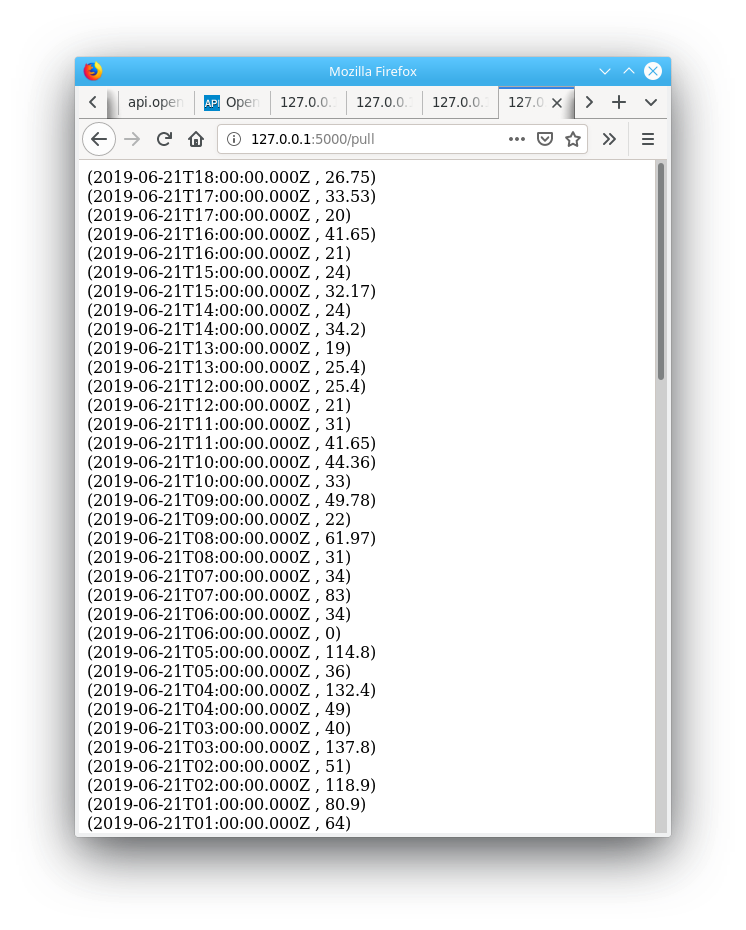 Mozilla Firefox
api.open
API Open
127.0.0.
127.0.0.
127.0.0.
127.0
127.0.0.1:5000/pull
(2019-06-21T18:00:00.000Z , 26.75)
(2019-06-21T17:00:00.000Z , 33.53)
(2019-06-21T17:00:00.000Z , 20)
(2019-06-21T16:00:00.000Z , 41.65)
(2019-06-21T16:00:00.000Z , 21)
(2019-06-21T15:00:00.000Z , 24)
(2019-06-21T15:00:00.000Z , 32.17)
(2019-06-21T14:00:00.000Z , 24)
(2019-06-21T14:00:00.000Z , 34.2)
(2019-06-21T13:00:00.000Z , 19)
(2019-06-21T13:00:00.000Z , 25.4)
(2019-06-21T12:00:00.000Z , 25.4)
(2019-06-21T12:00:00.000Z , 21)
(2019-06-21T11:00:00.000Z , 31)
(2019-06-21T11:00:00.000Z , 41.65)
(2019-06-21T10:00:00.000Z , 44.36)
(2019-06-21T10:00:00.000Z , 33)
(2019-06-21T09:00:00.000Z , 49.78)
(2019-06-21T09:00:00.000Z , 22)
(2019-06-21T08:00:00.000Z , 61.97)
(2019-06-21T08:00:00.000Z , 31)
(2019-06-21T07:00:00.000Z , 34)
(2019-06-21T07:00:00.000Z , 83)
(2019-06-21T06:00:00.000Z , 34)
(2019-06-21T06:00:00.000Z , 0)
(2019-06-21T05:00:00.000Z , 114.8)
(2019-06-21T05:00:00.000Z , 36)
(2019-06-21T04:00:00.000Z , 132.4)
(2019-06-21T04:00:00.000Z , 49)
(2019-06-21T03:00:00.000Z , 40)
(2019-06-21T03:00:00.000Z , 137.8)
(2019-06-21T02:00:00.000Z , 51)
(2019-06-21T02:00:00.000Z , 118.9)
(2019-06-21T01:00:00.000Z , 80.9)
(2019-06-21T01:00:00.000Z , 64)